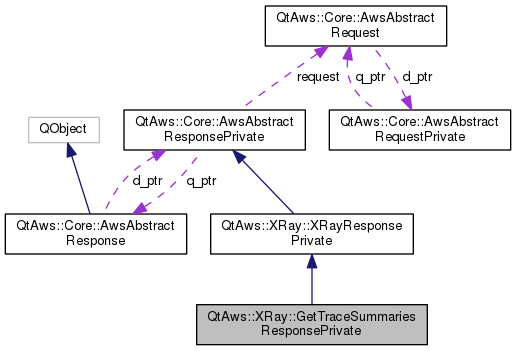 QtAws::Core::AwsAbstract
Request
request
q_ptr
d_ptr
QObject
QtAws::Core::AwsAbstract
ResponsePrivate
QtAws::Core::AwsAbstract
RequestPrivate
d_ptr
q_ptr
QtAws::Core::AwsAbstract
Response
QtAws::XRay::XRayResponse
Private
QtAws::XRay::GetTraceSummaries
ResponsePrivate